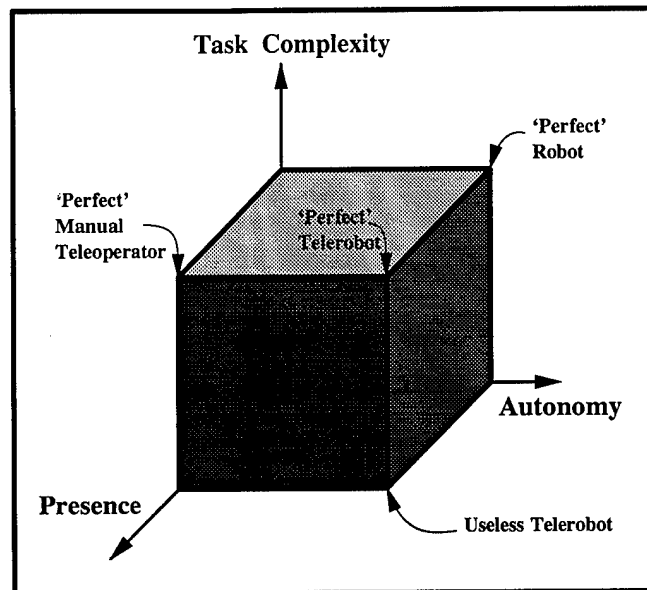 Task Complexity
‘Perfect’
Robot
‘Perfect’
Manual
Teleoperator
‘Perfect’
Telerobot
Autonomy
Presence
Useless Telerobot